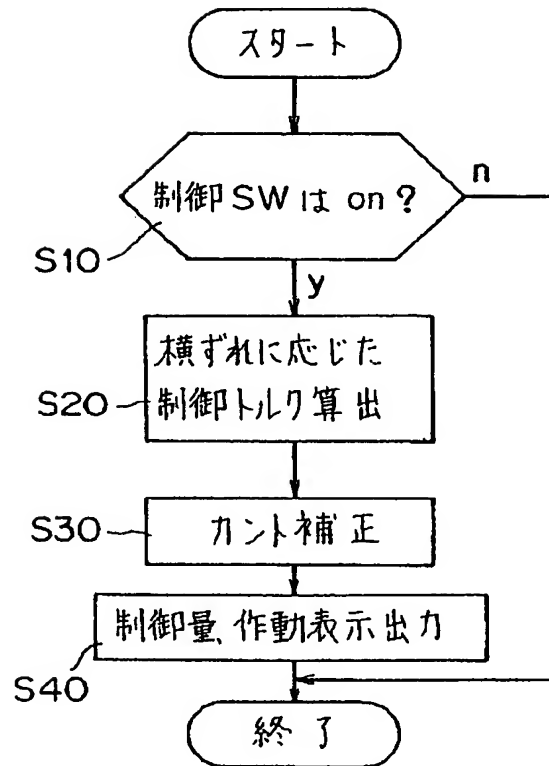 スタート
制御SWはon?
n
S10
y
横ずれに応じた
S20
制御トルク算出
S30
カント補正
制御量、作動表示出力
S40
終了